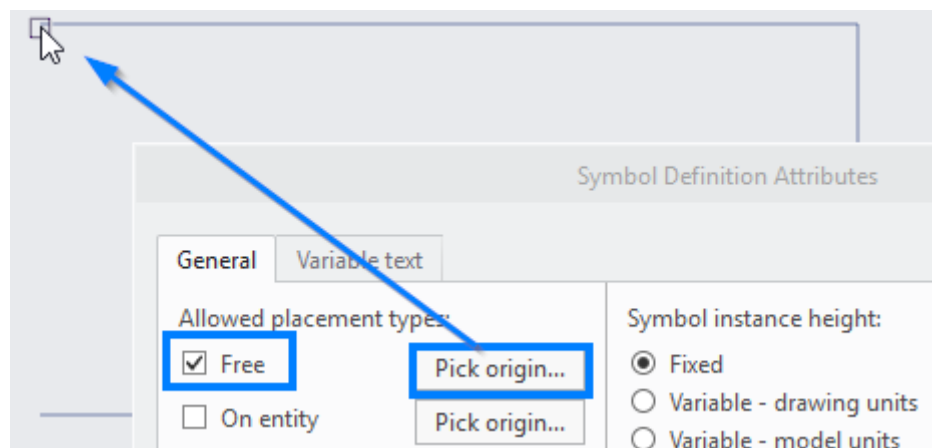 Symbol Definition Attributes
General Variable text
Allowed placement types: Symbol instance height:
Free Pick origin... Fixed
Variable - drawing units
On entity Pick origin...
Variable - model units